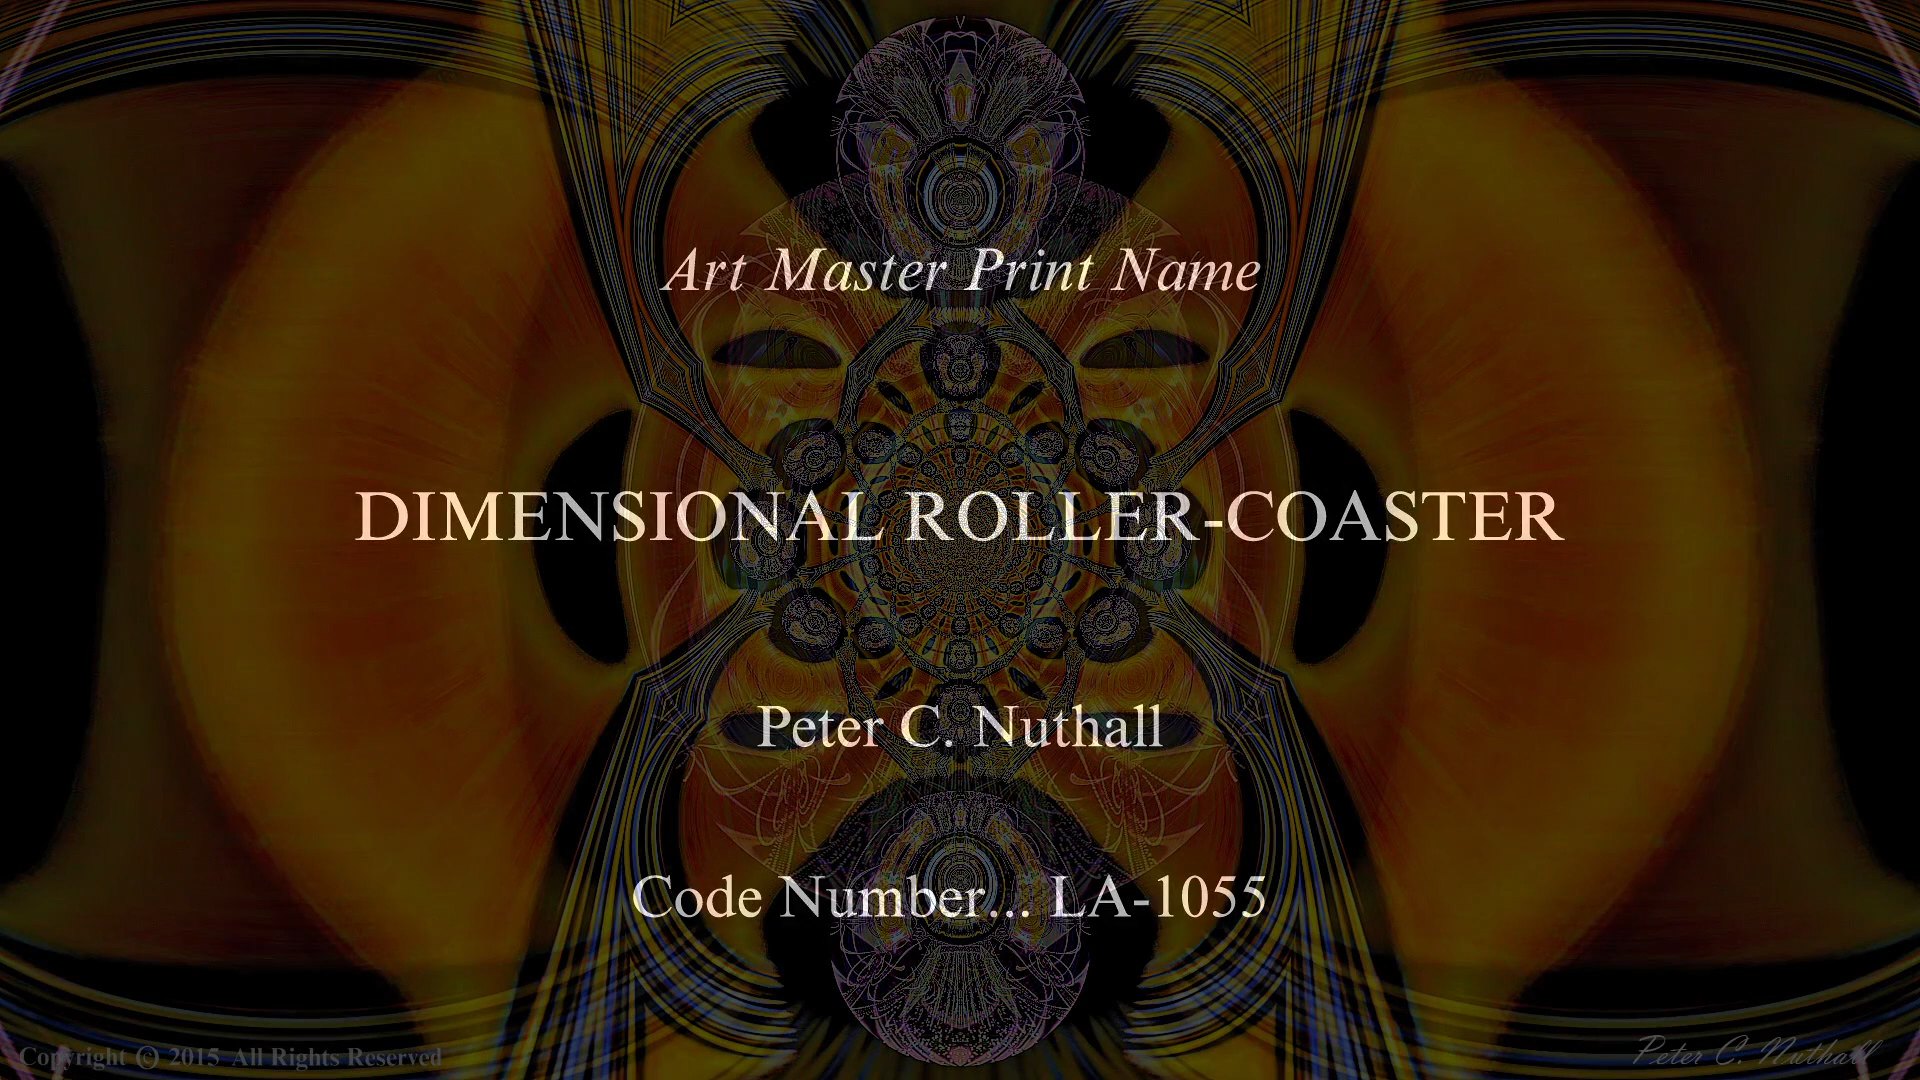 Art Master Print Name
DIMENSIONAL ROLLER-COASTER
Peter C. Nuthall
Code Number... LA-1055
Copyright © 2015 All Rights Reserved
Peter C. Nuthall